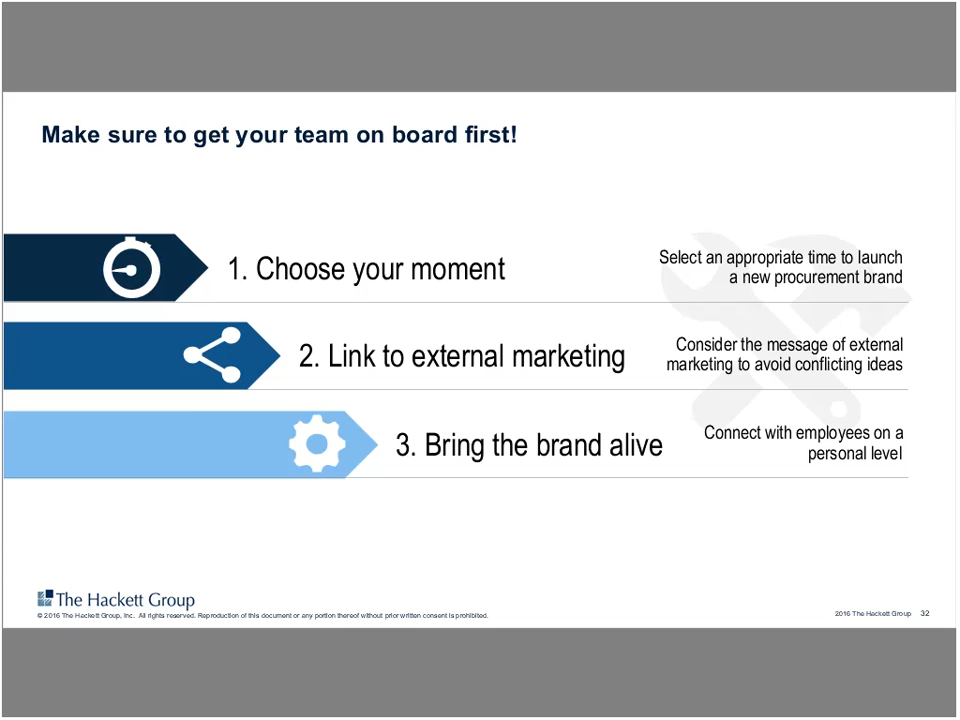 Make sure to get your team on board first!
1. Choose your moment
Select an appropriate time to launch
a new procurement brand
2. Link to external marketing
Consider the message of external
marketing to avoid conflicting ideas
3. Bring the brand alive
Connect with employees on a
personal level
The Hackett Group
© 2016 The Hackett Group, Inc. All rights reserved. Reproduction of this document or any portion thereof without prior written consent is prohibited.
2016 The Hackett Group 32